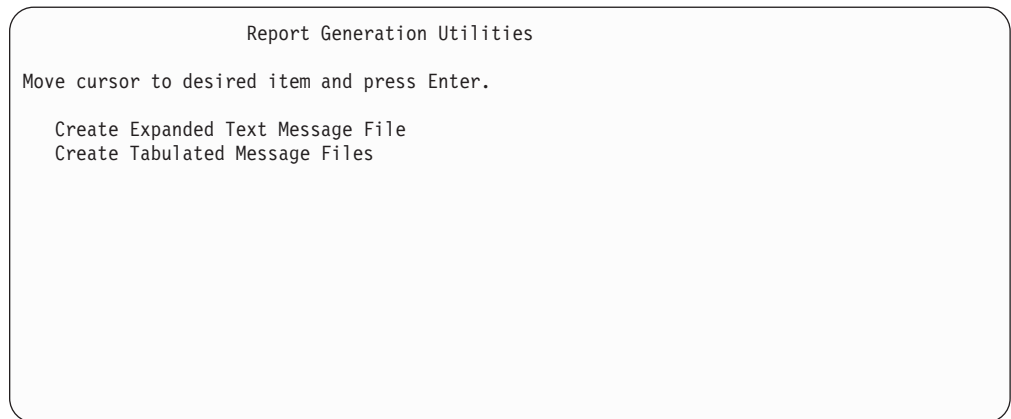 Report Generation Utilities
Move cursor to desired item and press Enter.
Create Expanded Text Message File
Create Tabulated Message Files